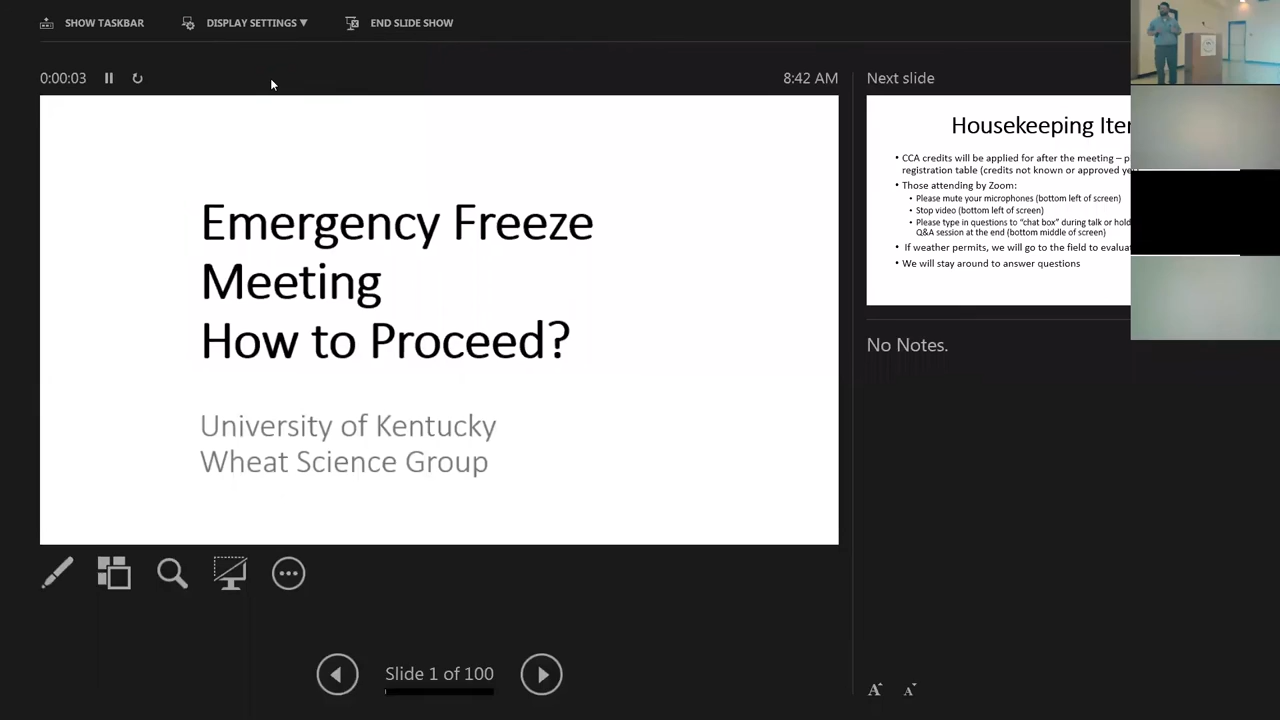 SHOW TASKBAR DISPLAY SETTINGS ▼ END SLIDE SHOW
0:00:03 8:42 AM
Emergency Freeze
Meeting
How to Proceed?
University of Kentucky
Wheat Science Group
Slide 1 of 100
Next slide
Housekeeping
• CCA credits will be applied for after the meeting –
registration table (credits not known or approved
• Those attending by Zoom:
• Please mute your microphones (bottom left of screen)
• Stop video (bottom left of screen)
• Please type in questions to “chat box” during talk or hold
Q&A session at the end (bottom middle of screen)
• If weather permits, we will go to the field to
• We will stay around to answer questions
No Notes.
A A